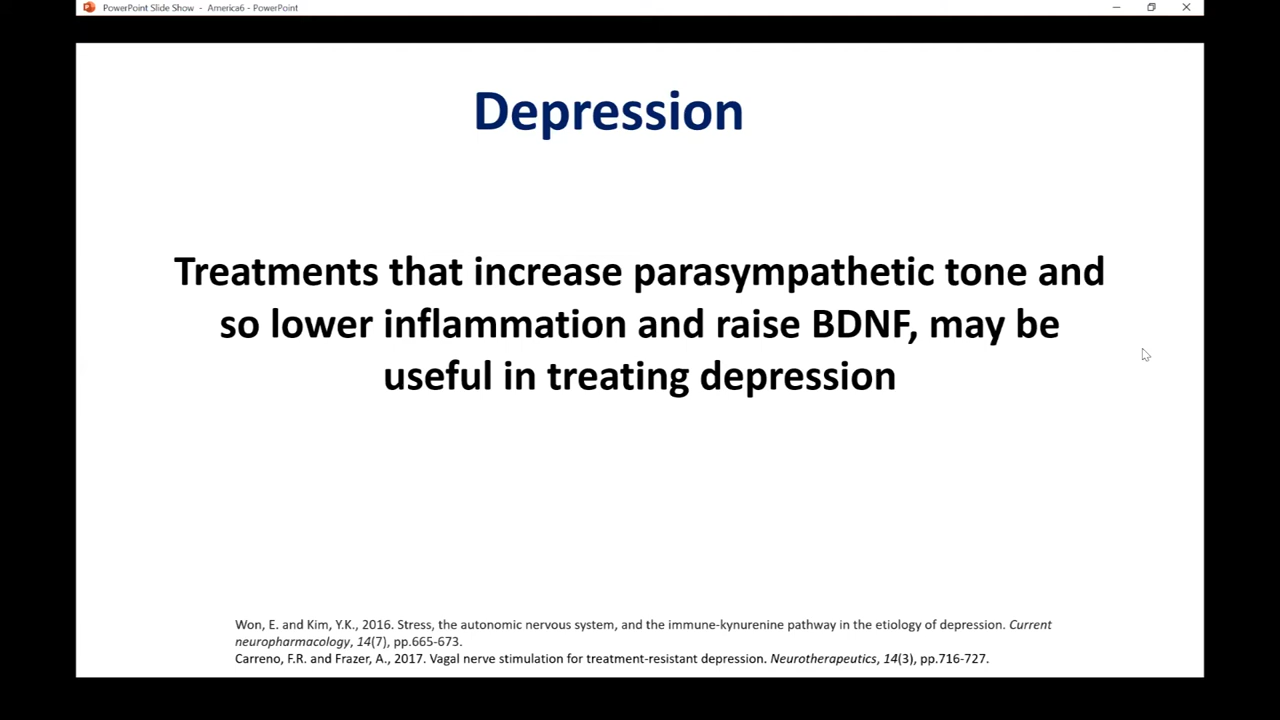 PowerPoint Slide Show - America6 - PowerPoint
Depression
Treatments that increase parasympathetic tone and
so lower inflammation and raise BDNF, may be
useful in treating depression
Won, E. and Kim, Y.K., 2016. Stress, the autonomic nervous system, and the immune-kynurenine pathway in the etiology of depression. Current
neuropharmacology, 14(7), pp.665-673.
Carreno, F.R. and Frazer, A., 2017. Vagal nerve stimulation for treatment-resistant depression. Neurotherapeutics, 14(3), pp.716-727.